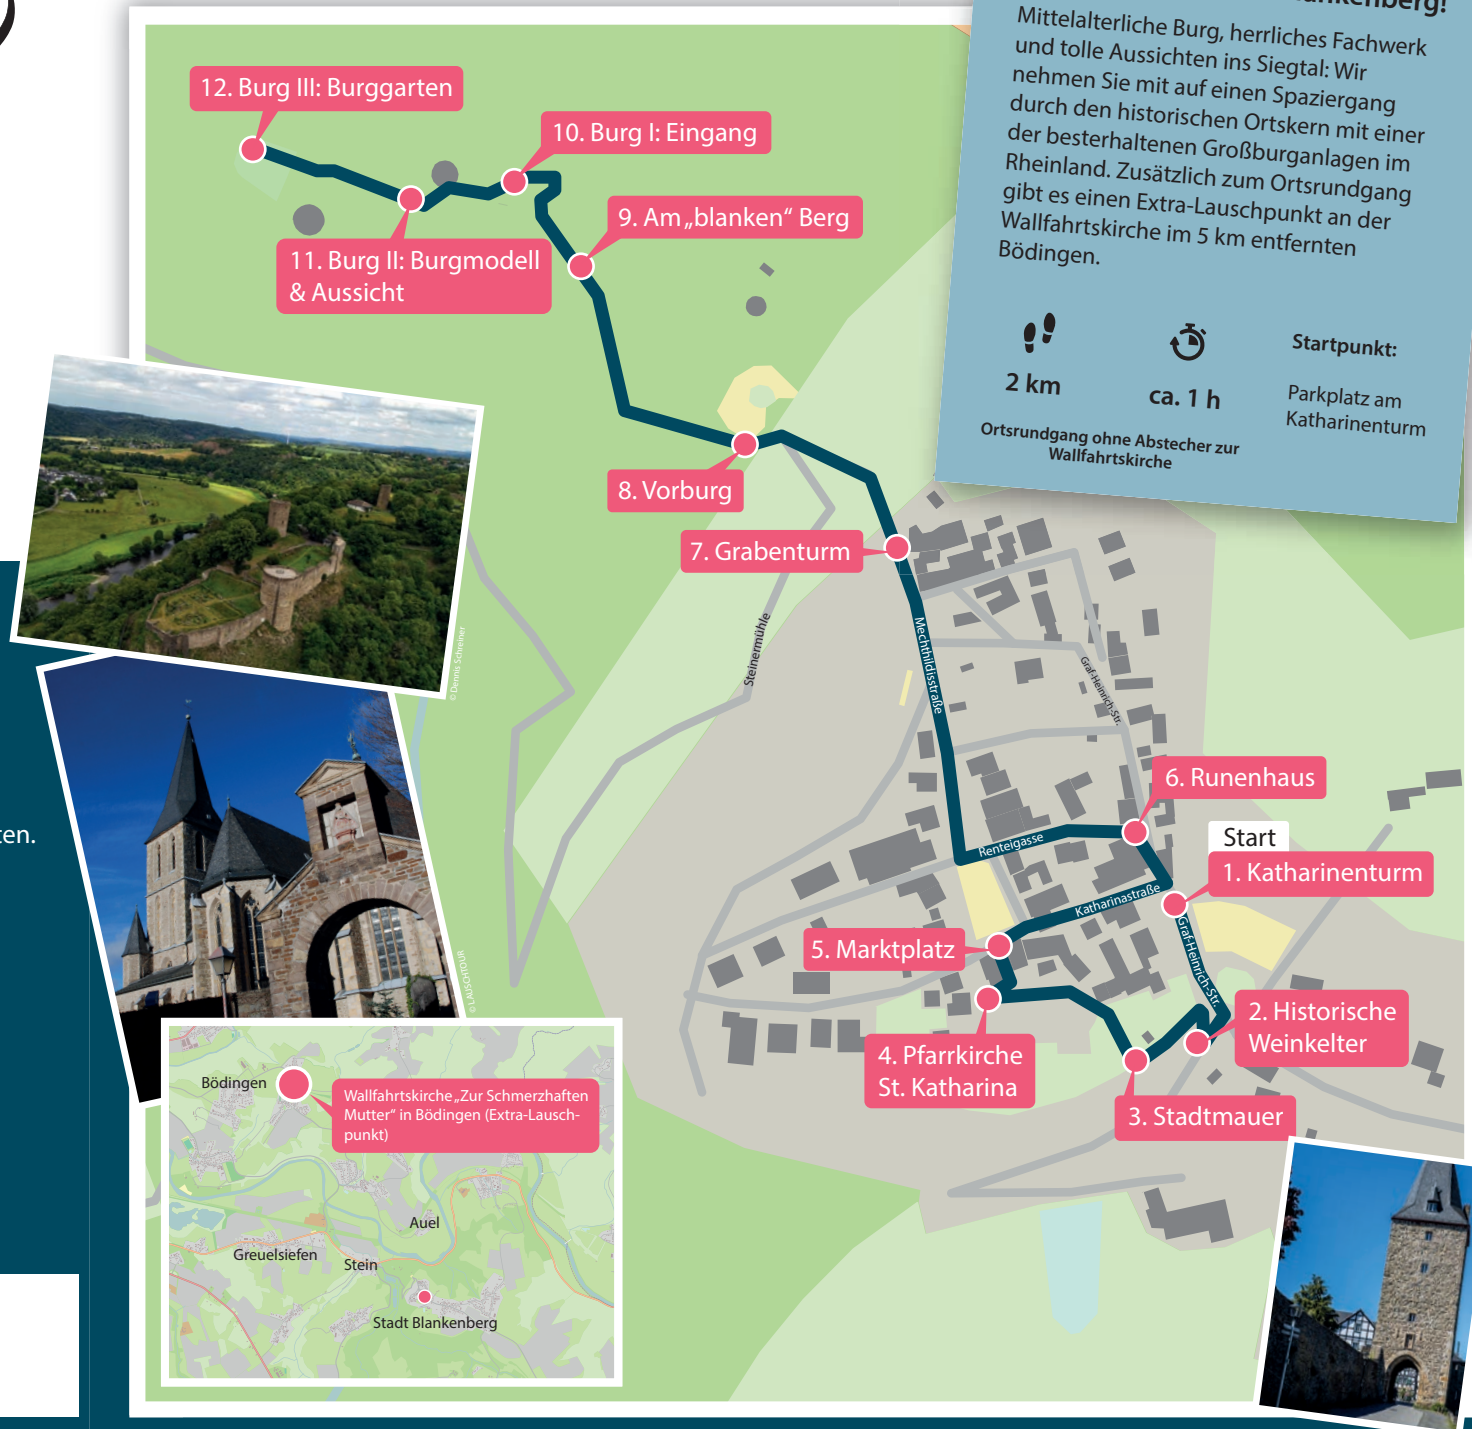 ankenberg!
Mittelalterliche Burg, herrliches Fachwerk
und tolle Aussichten ins Siegtal: Wir
nehmen Sie mit auf einen Spaziergang
durch den historischen Ortskern mit einer
der besterhaltenen Großburganlagen im
Rheinland. Zusätzlich zum Ortsrundgang
gibt es einen Extra-Lauschpunkt an der
Wallfahrtskirche im 5 km entfernten
Bödingen.
2 km
ca. 1 h
Startpunkt:
Parkplatz am
Katharinenturm
Ortsrundgang ohne Abstecher zur
Wallfahrtskirche
12. Burg III: Burggarten
10. Burg I: Eingang
9. Am „blanken“ Berg
11. Burg II: Burgmodell
& Aussicht
8. Vorburg
7. Grabenturm
Steinermühle
Mechthildisstraße
Graf-Heinrich-Str.
6. Runenhaus
Start
1. Katharinenturm
Renteigasse
Katharinastraße
Graf-Heinrich-Str.
5. Marktplatz
2. Historische
Weinkelter
4. Pfarrkirche
St. Katharina
3. Stadtmauer
© Dennis Schreiner
© LAUSCHTOUR
ten.
Bödingen
Wallfahrtskirche „Zur Schmerzhaften
Mutter“ in Bödingen (Extra-Lausch-
punkt)
Auel
Greuelsiefen
Stein
Stadt Blankenberg